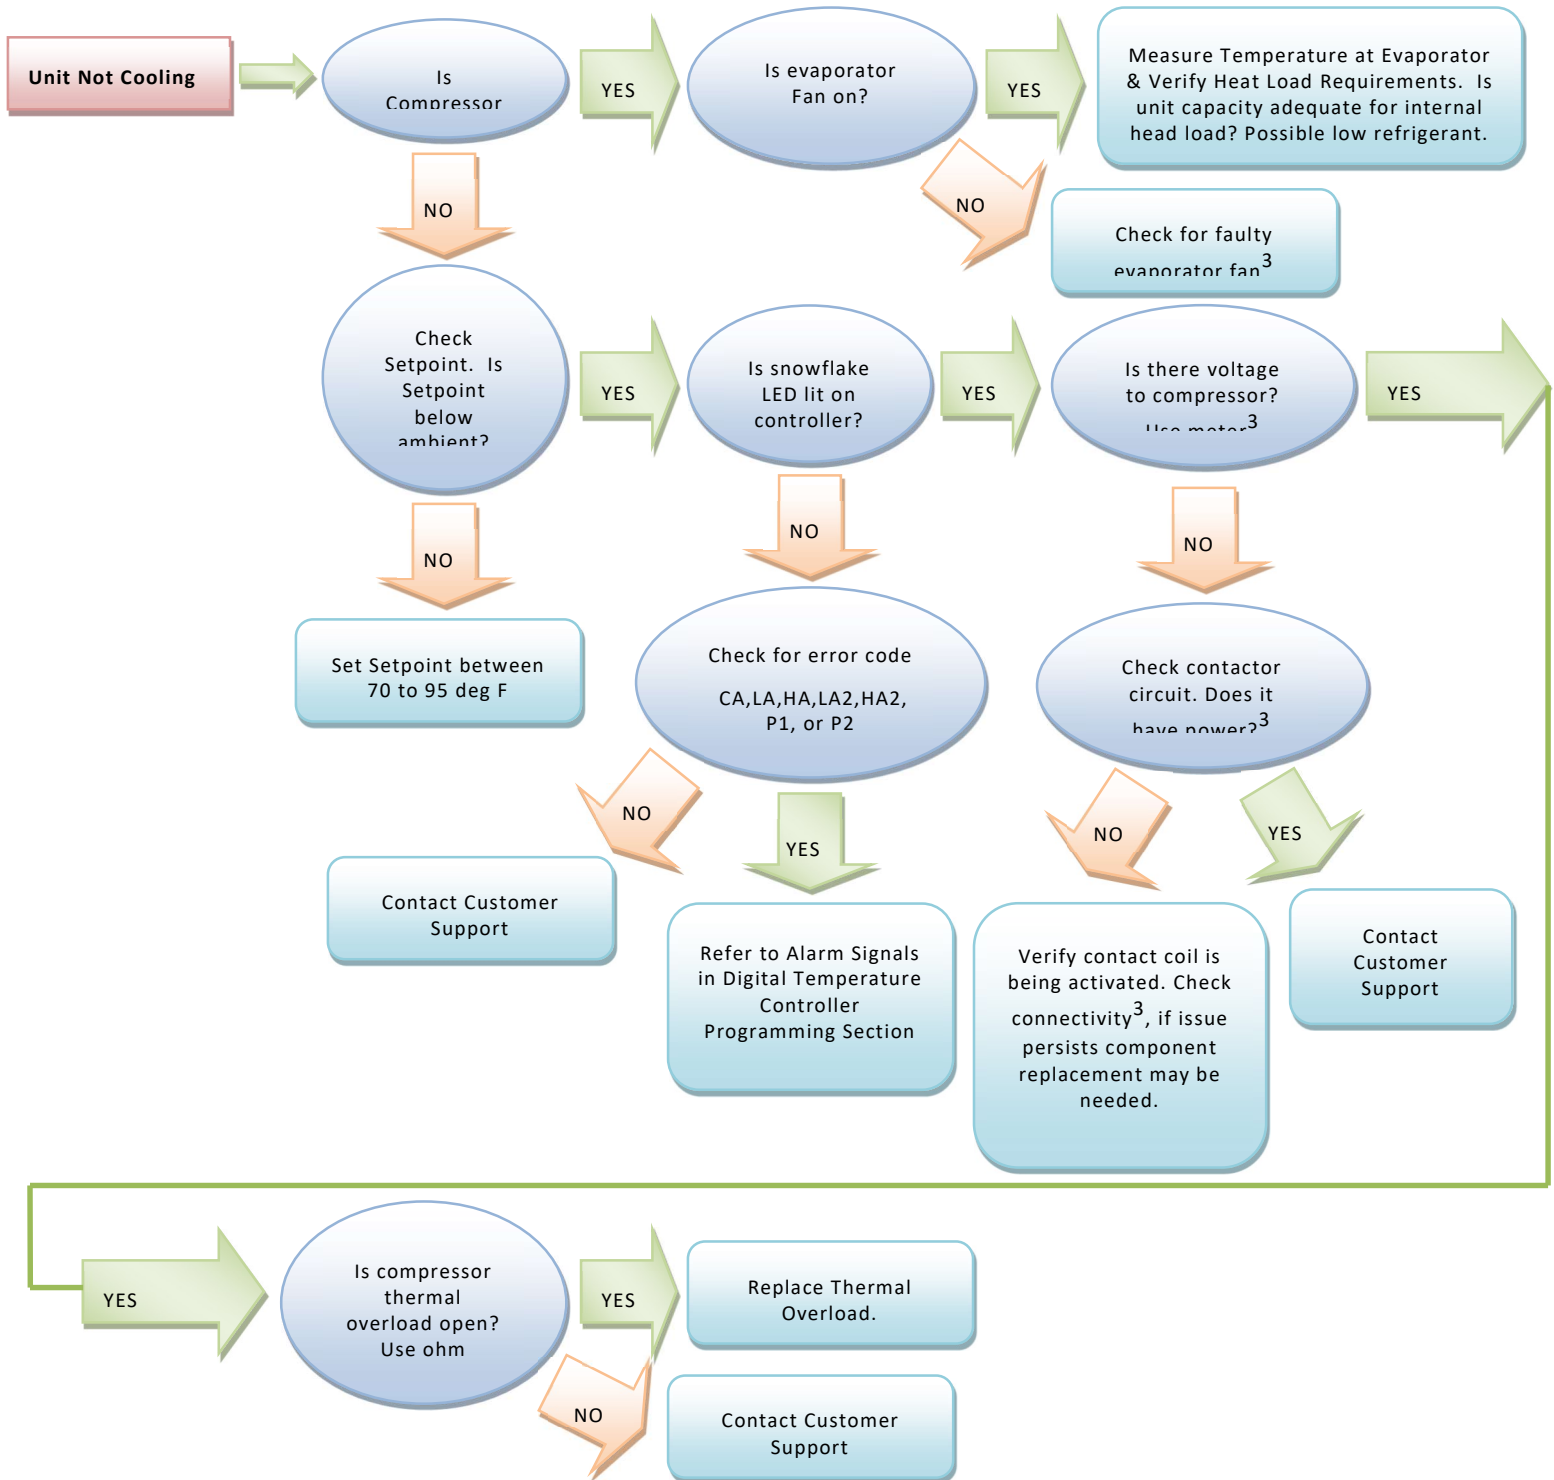 Unit Not Cooling
Is
Compressor
YES
Is evaporator
Fan on?
YES
Measure Temperature at Evaporator
& Verify Heat Load Requirements. Is
unit capacity adequate for internal
head load? Possible low refrigerant.
NO
NO
Check for faulty
evaporator fan3
Check
Setpoint. Is
Setpoint
below
ambient?
YES
Is snowflake
LED lit on
controller?
YES
Is there voltage
to compressor?
Use meter3
YES
NO
NO
NO
Set Setpoint between
70 to 95 deg F
Check for error code
CA,LA,HA,LA2,HA2,
P1, or P2
Check contactor
circuit. Does it
have power?3
NO
YES
NO
YES
Contact Customer
Support
Refer to Alarm Signals
in Digital Temperature
Controller
Programming Section
Verify contact coil is
being activated. Check
connectivity3, if issue
persists component
replacement may be
needed.
Contact
Customer
Support
YES
Is compressor
thermal
overload open?
Use ohm
YES
Replace Thermal
Overload.
NO
Contact Customer
Support